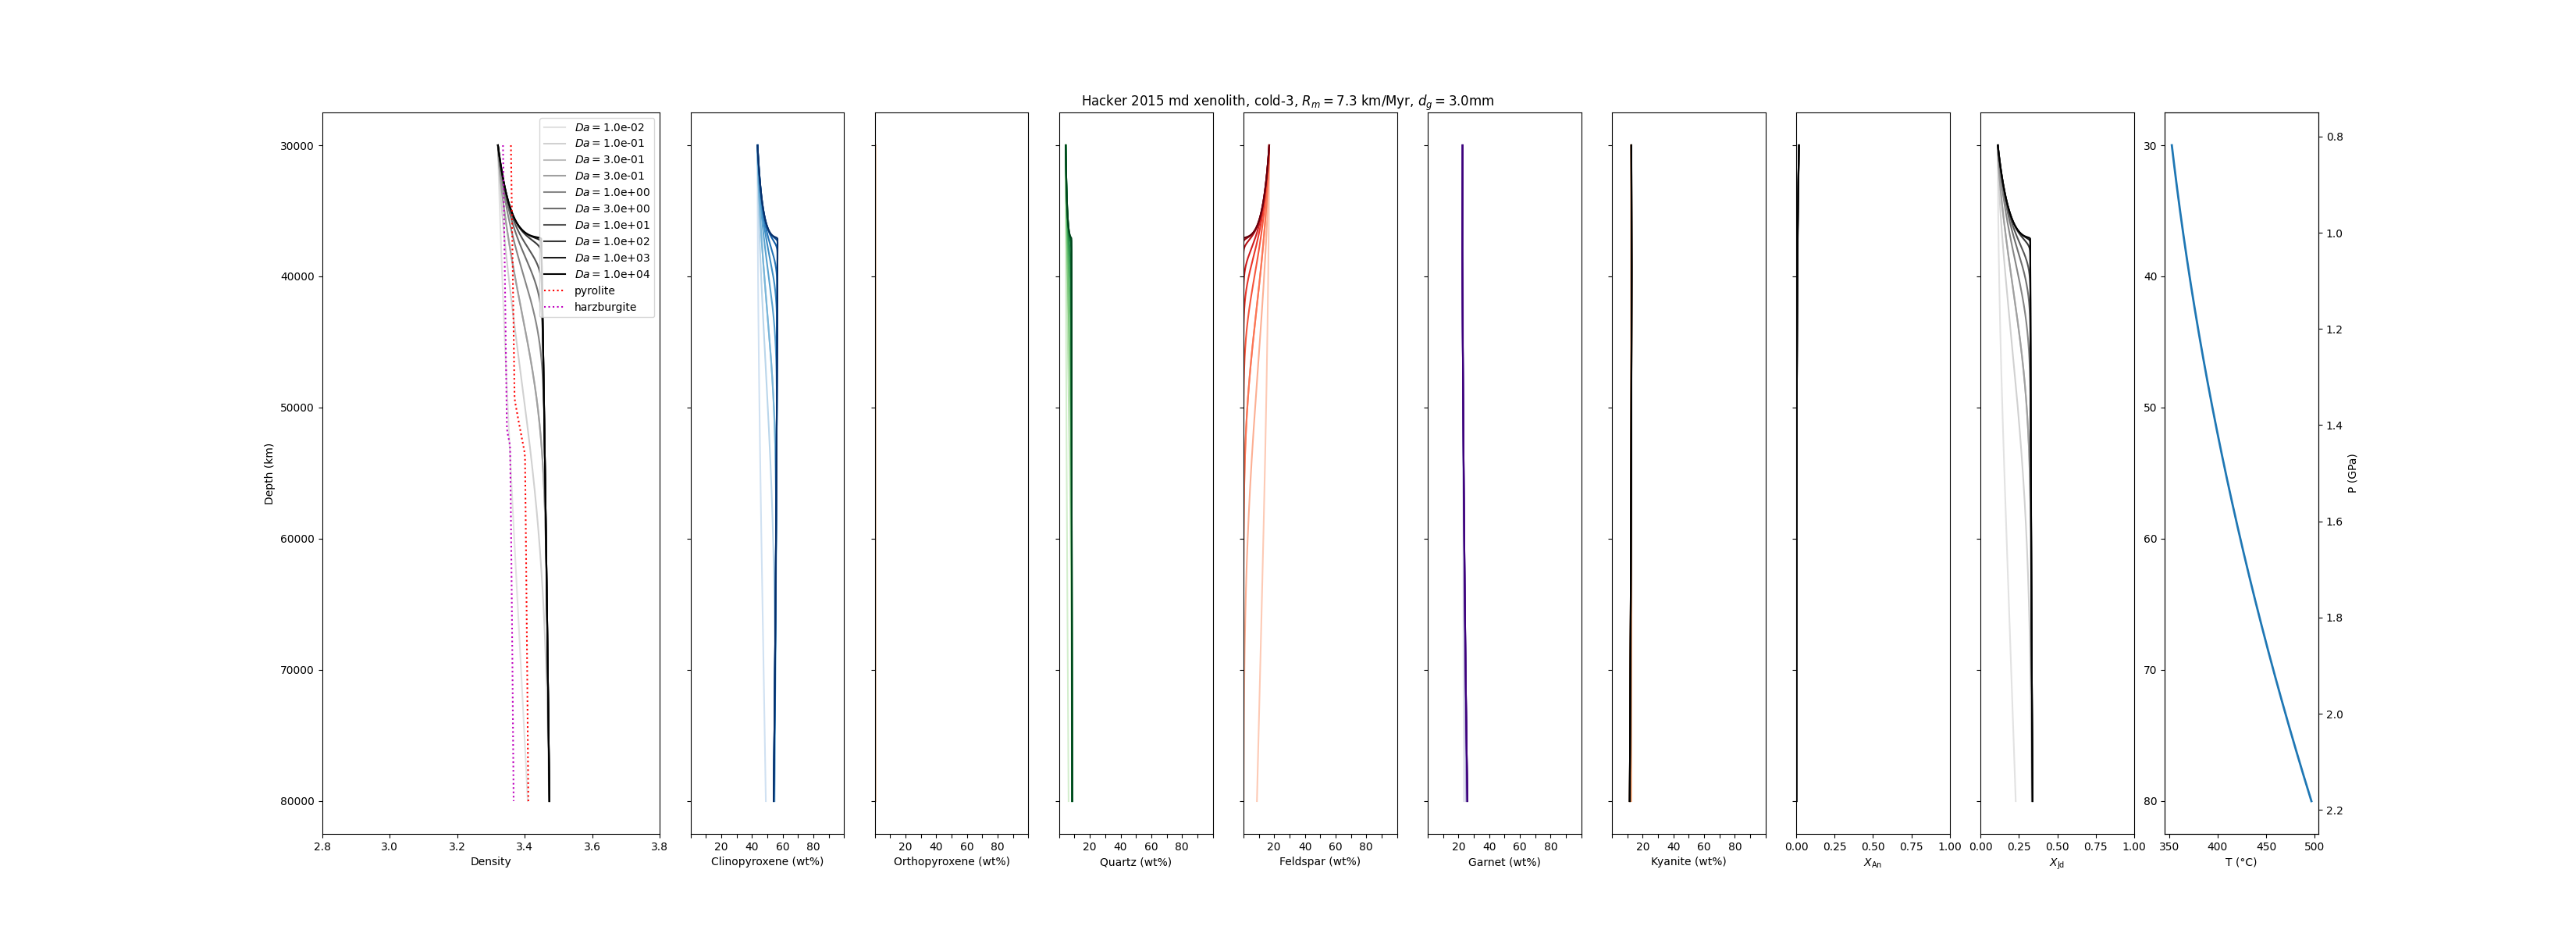 Hacker 2015 md xenolith, cold-3, Rₘ = 7.3 km/Myr, d_g = 3.0mm
Da = 1.0e-02
Da = 1.0e-01
Da = 3.0e-01
Da = 3.0e-01
Da = 1.0e+00
Da = 3.0e+00
Da = 1.0e+01
Da = 1.0e+02
Da = 1.0e+03
Da = 1.0e+04
pyrolite
harzburgite
Depth (km)
30000
40000
50000
60000
70000
80000
2.8 3.0 3.2 3.4 3.6 3.8
Density
20 40 60 80
Clinopyroxene (wt%)
20 40 60 80
Orthopyroxene (wt%)
20 40 60 80
Quartz (wt%)
20 40 60 80
Feldspar (wt%)
20 40 60 80
Garnet (wt%)
20 40 60 80
Kyanite (wt%)
0.00 0.25 0.50 0.75 1.00
X_An
0.00 0.25 0.50 0.75 1.00
X_Jd
30
40
50
60
70
80
350 400 450 500
T (°C)
0.8
1.0
1.2
1.4
1.6
1.8
2.0
2.2
P (GPa)